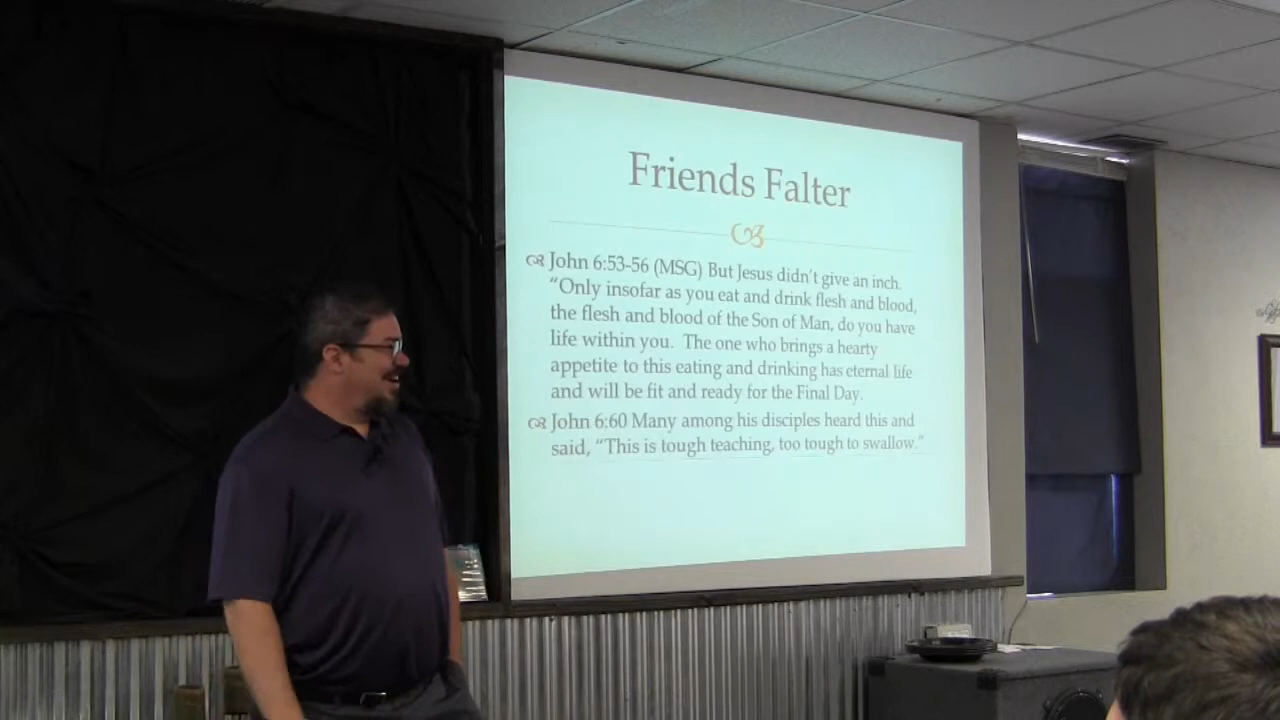 Friends Falter
John 6:53-56 (MSG) But Jesus didn't give an inch.
"Only insofar as you eat and drink flesh and blood,
the flesh and blood of the Son of Man, do you have
life within you.  The one who brings a hearty
appetite to this eating and drinking has eternal life
and will be fit and ready for the Final Day.
John 6:60 Many among his disciples heard this and
said, "This is tough teaching, too tough to swallow."